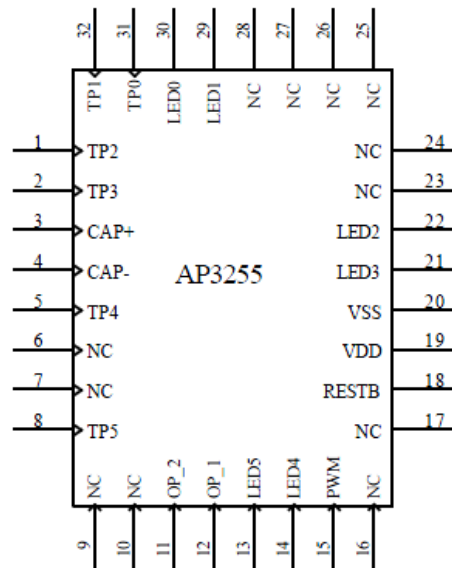 32 31 30 29 28 27 26 25
TP1 TP0 LED0 LED1 NC NC NC NC
1 TP2 NC 24
2 TP3 NC 23
3 CAP+ LED2 22
4 CAP- AP3255 LED3 21
5 TP4 VSS 20
6 NC VDD 19
7 NC RESTB 18
8 TP5 NC 17
NC NC OP_2 OP_1 LED5 LED4 PWM NC
9 10 11 12 13 14 15 16